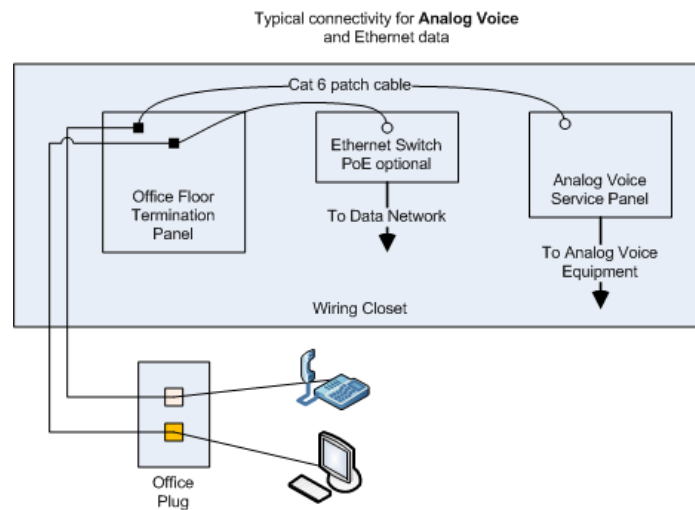 Typical connectivity for Analog Voice
and Ethernet data
Cat 6 patch cable
Office Floor
Termination
Panel
Ethernet Switch
PoE optional
To Data Network
Analog Voice
Service Panel
To Analog Voice
Equipment
Wiring Closet
Office
Plug